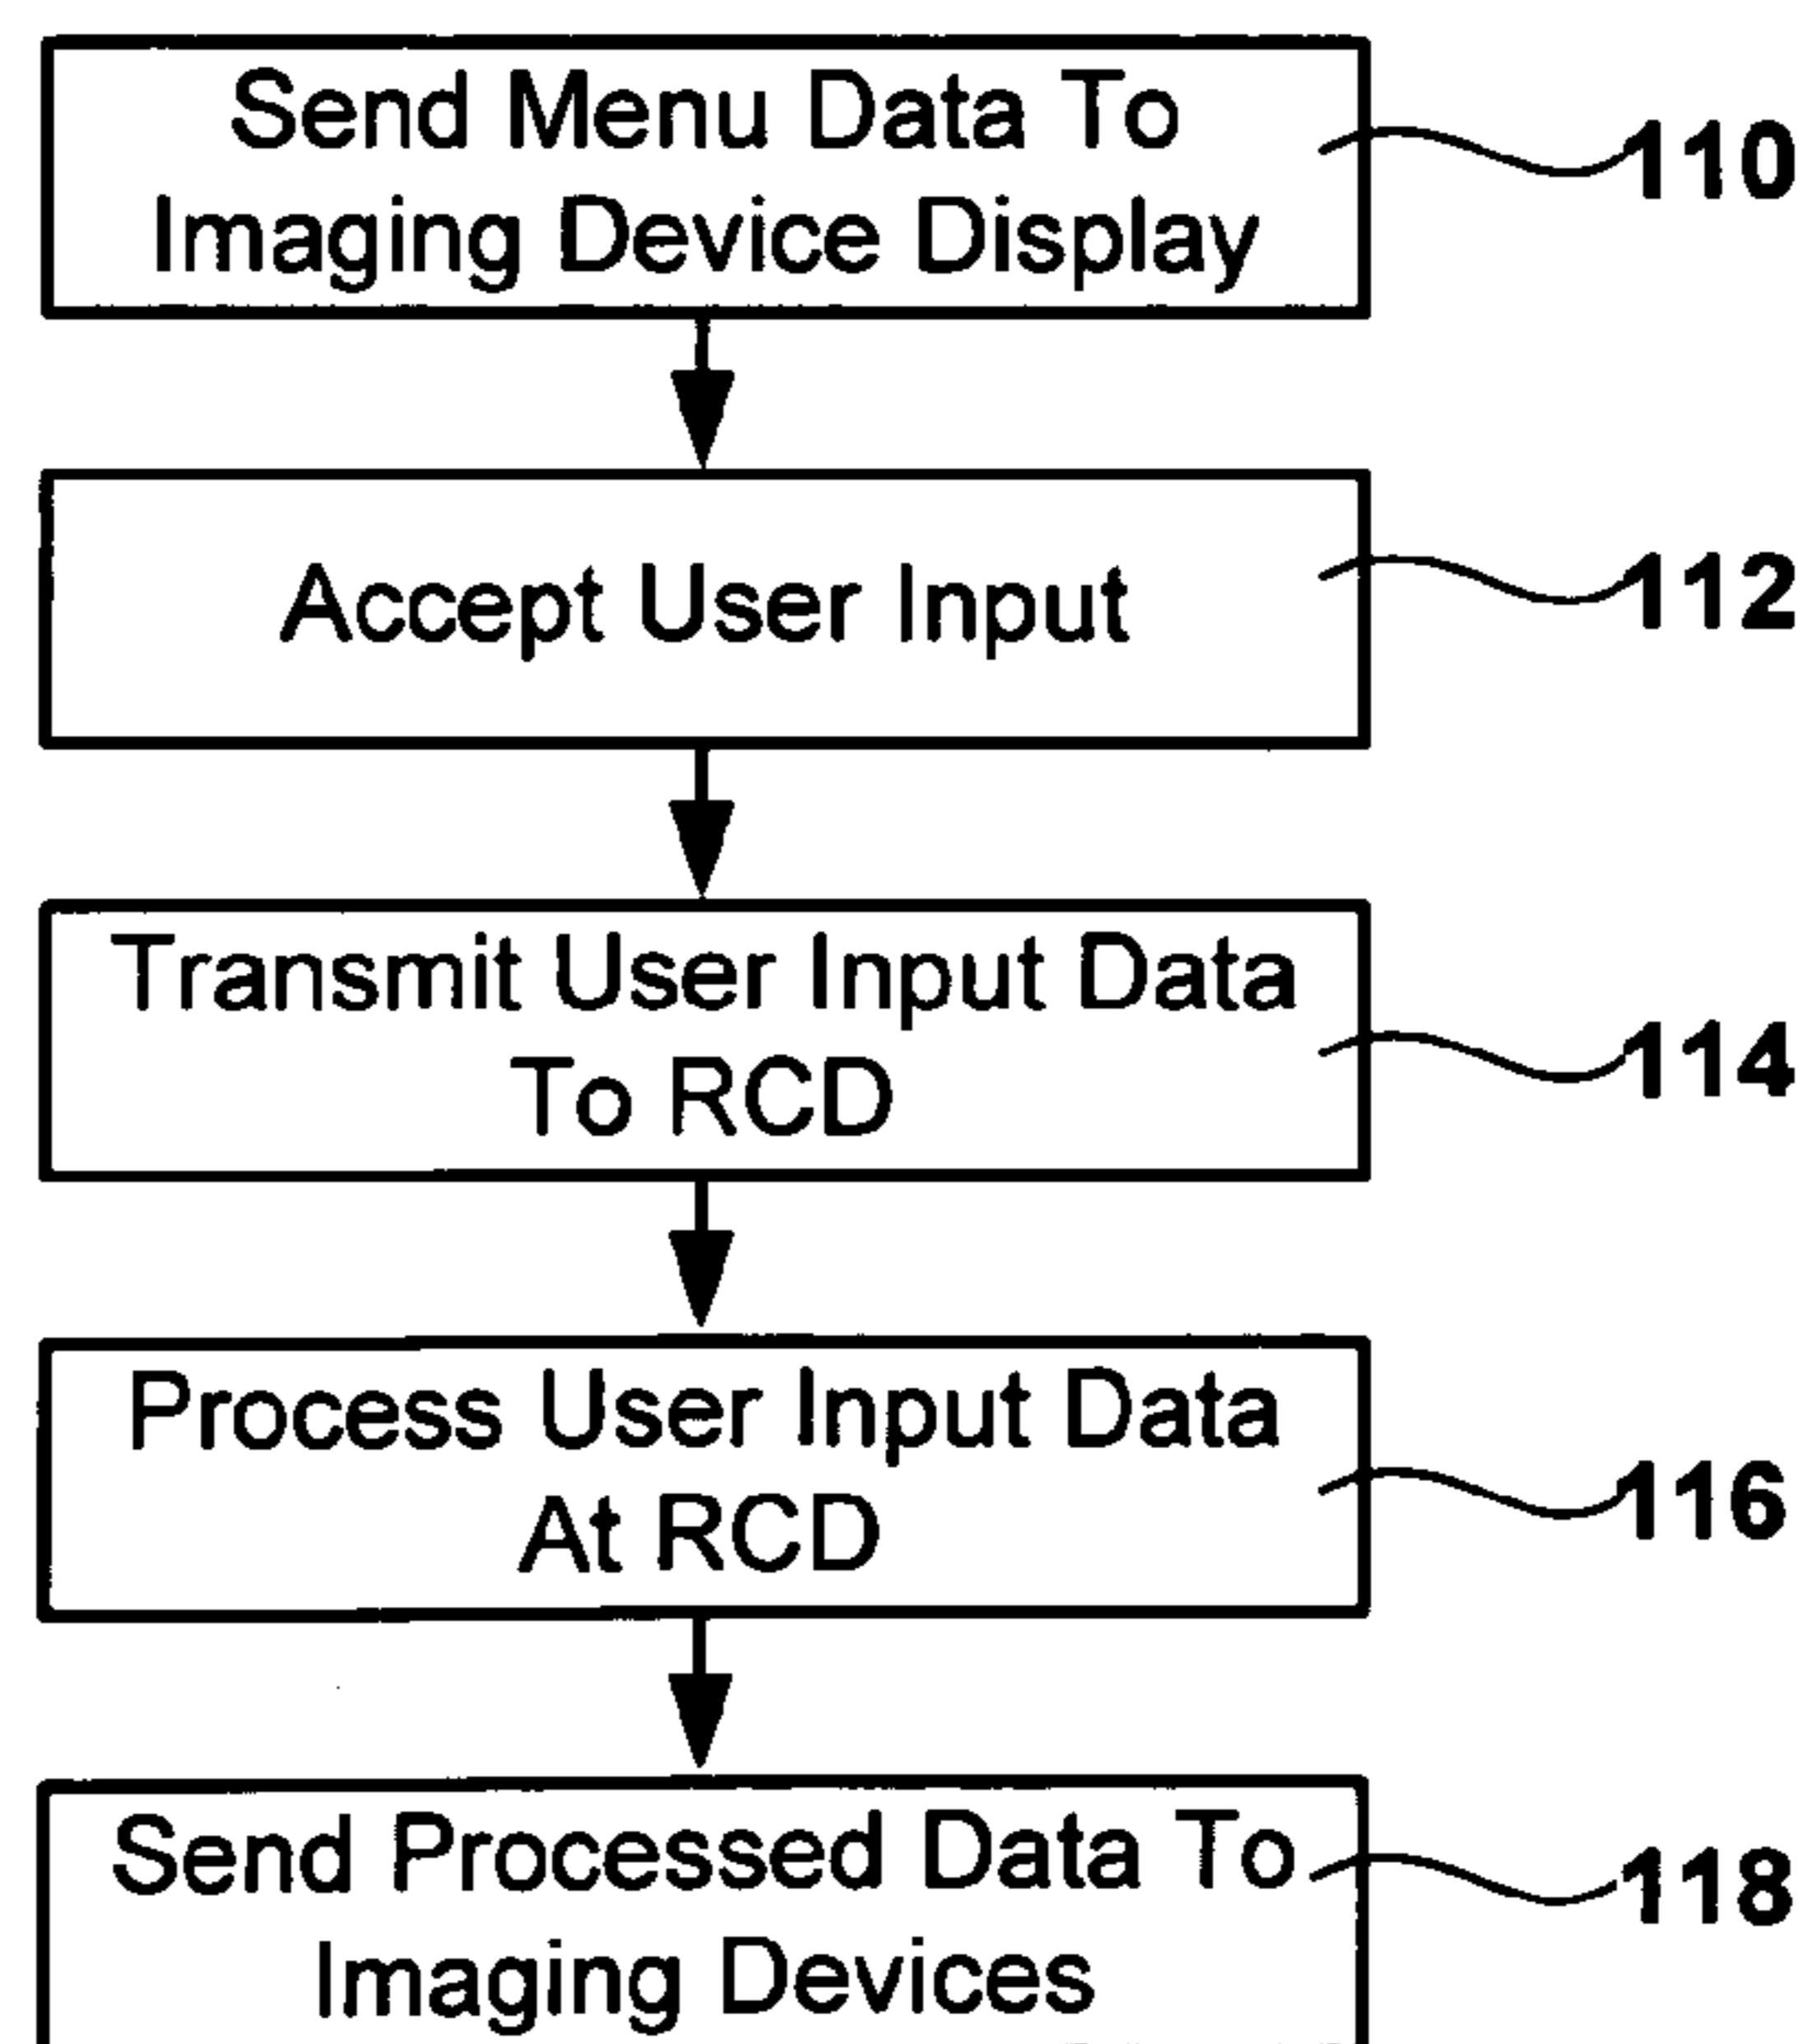 Send Menu Data To
Imaging Device Display
110
Accept User Input
112
Transmit User Input Data
To RCD
114
Process User Input Data
At RCD
116
Send Processed Data To
Imaging Devices
118